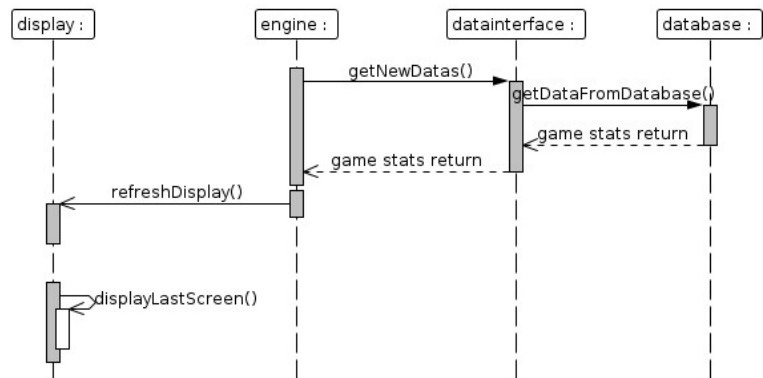 display :
engine :
datainterface :
database :
getNewDatas()
getDataFromDatabase()
game stats return
game stats return
refreshDisplay()
displayLastScreen()